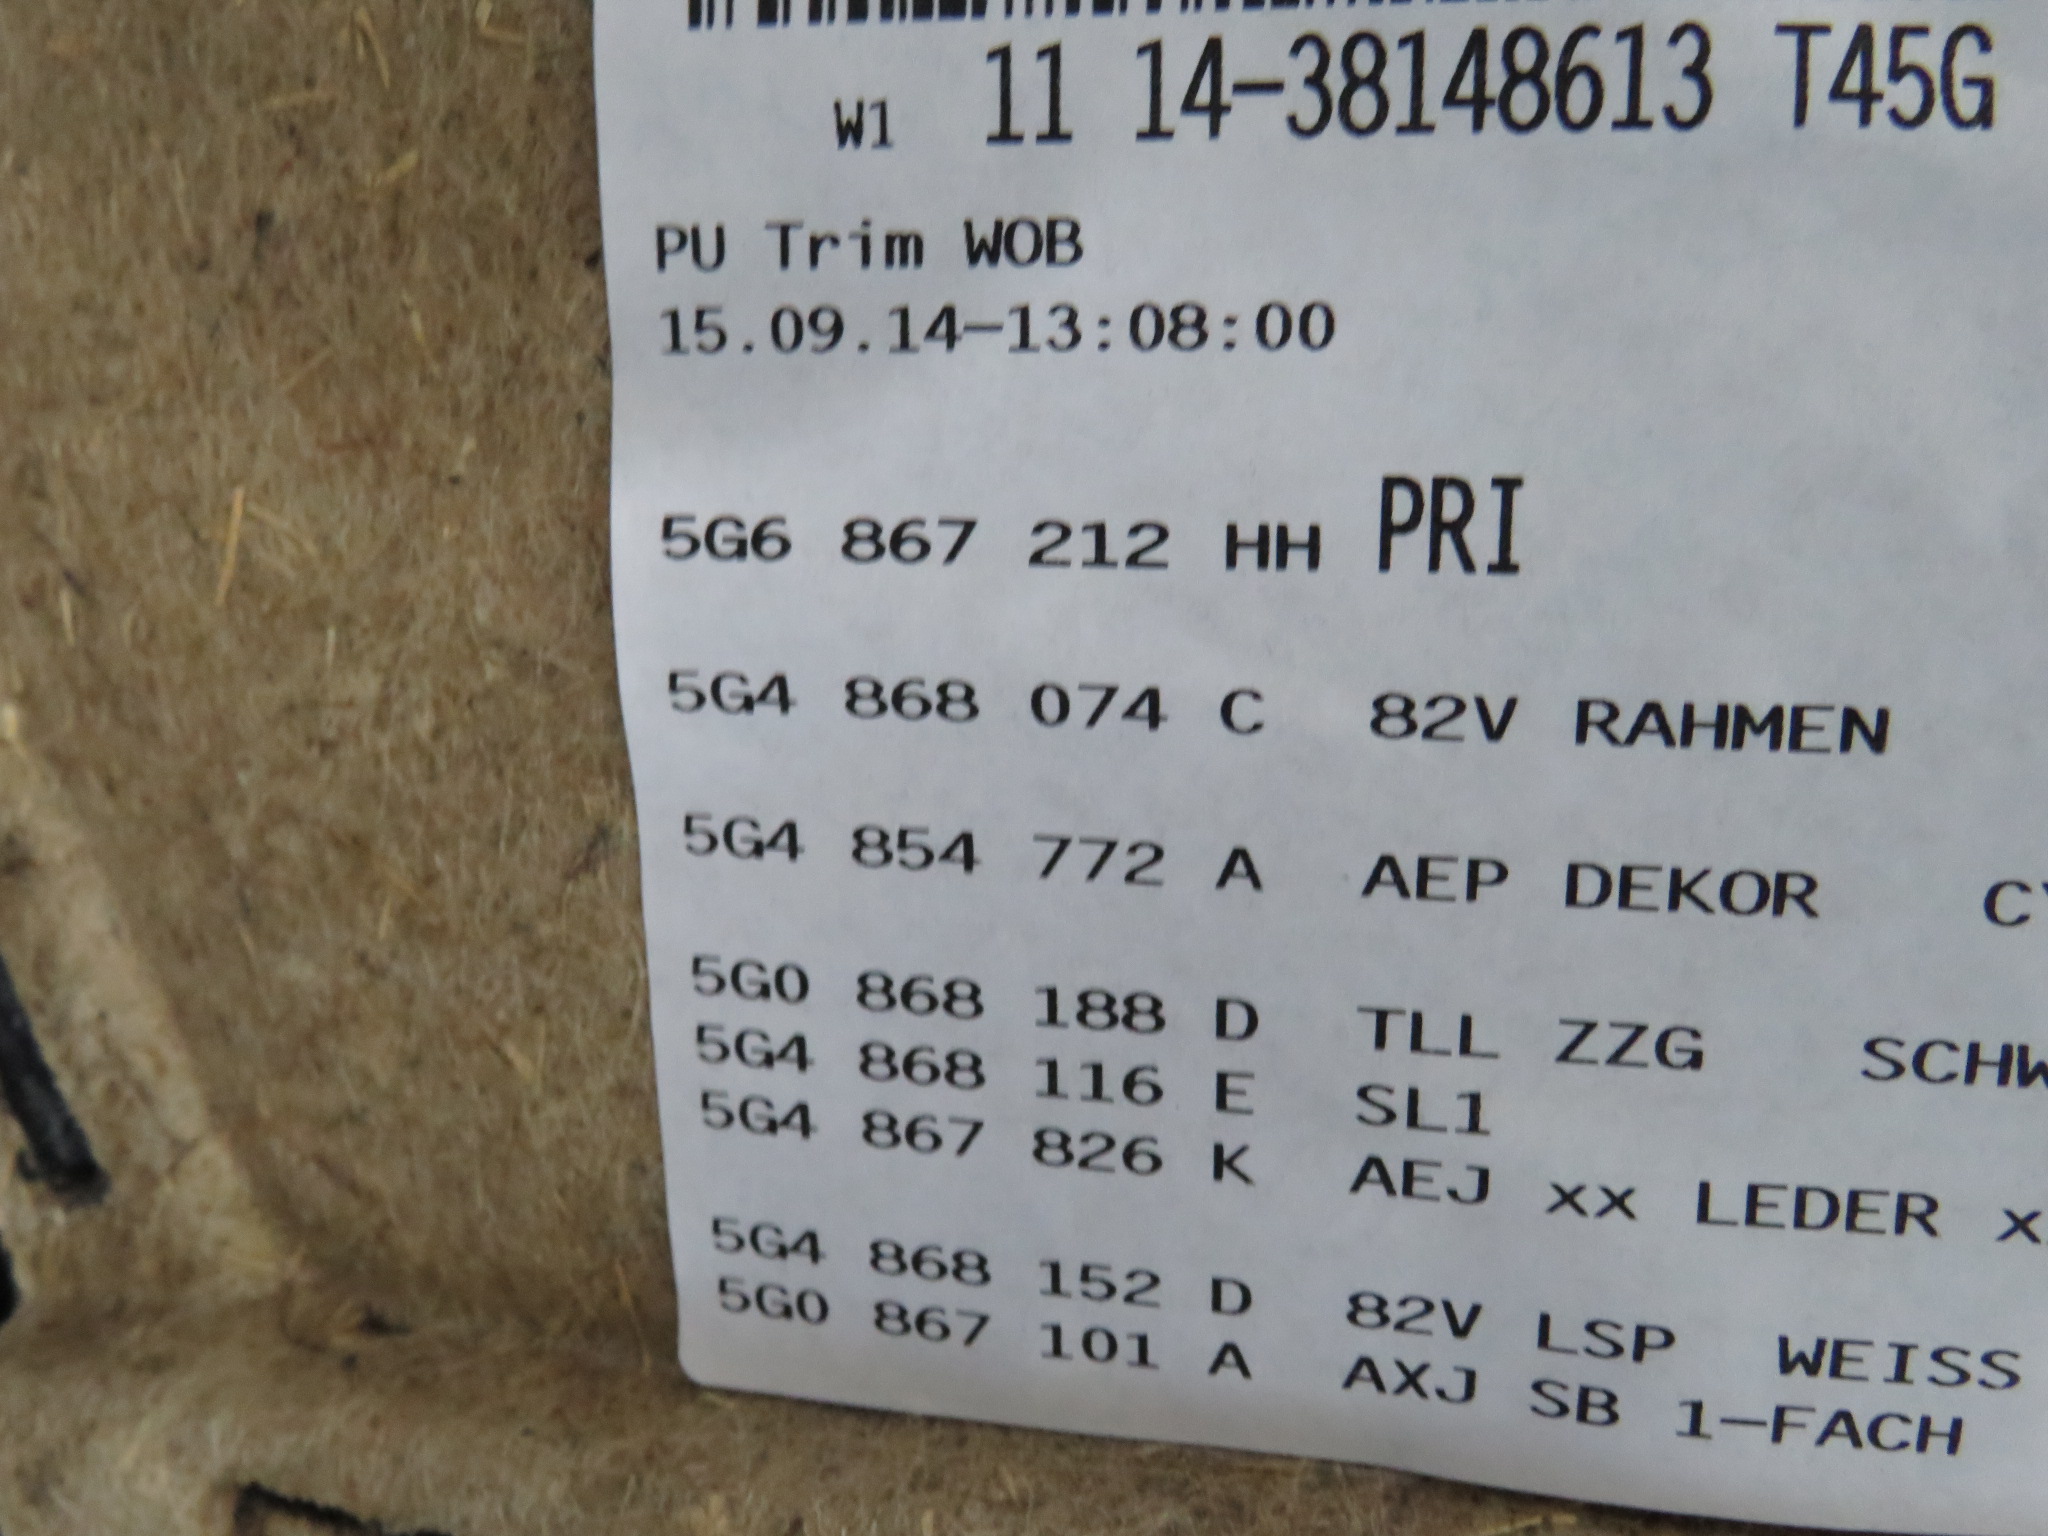 W1 11 14-38148613 T45G
PU Trim WOB
15.09.14-13:08:00
5G6 867 212 HH PRI
5G4 868 074 C 82V RAHMEN
5G4 854 772 A AEP DEKOR
5G0 868 188 D TLL ZZG
5G4 868 116 E SL1
5G4 867 826 K AEJ XX LEDER
5G4 868 152 D 82V LSP WEISS
5G0 867 101 A AXJ SB 1-FACH